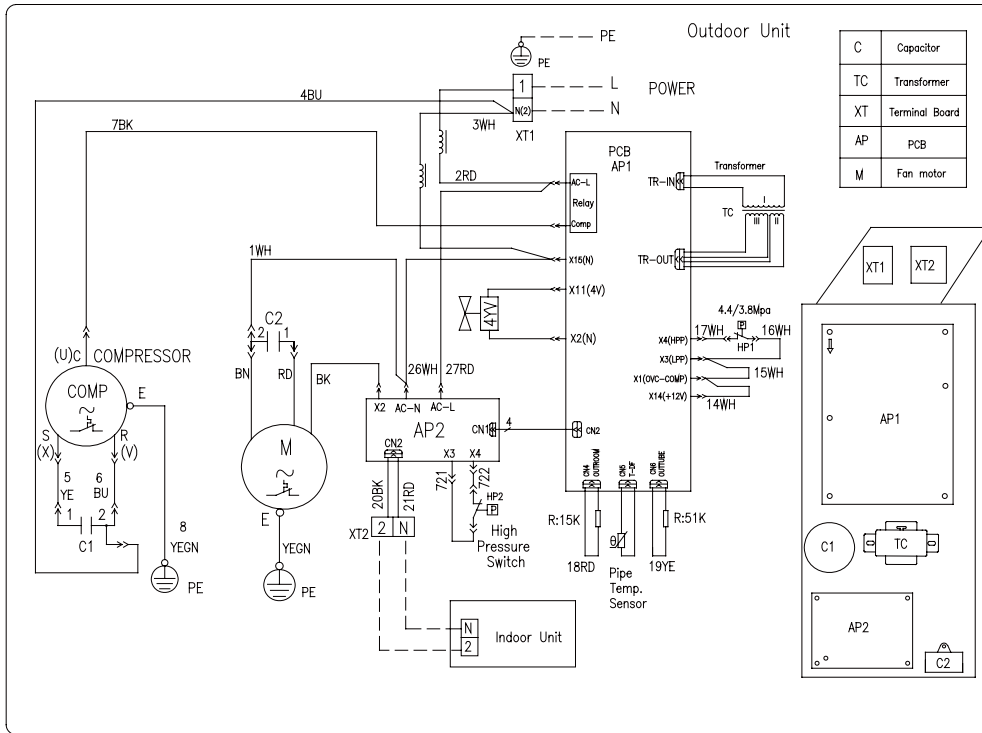 Outdoor Unit
PE
PE
L
POWER
N
1
N(2)
XT1
4BU
3WH
7BK
2RD
C Capacitor
TC Transformer
XT Terminal Board
AP PCB
M Fan motor
PCB
AP1
AC-L
Relay
Comp
TR-IN
Transformer
TC
I
III
II
TR-OUT
1WH
X15(N)
X11(4V)
4YV
X2(N)
4.4/3.8Mpa
17WH
P
16WH
X4(HPP)
HP1
X3(LPP)
15WH
X1(OVC-COMP)
X14(+12V)
14WH
C2
2
1
BN
RD
BK
26WH
27RD
(U)C COMPRESSOR
COMP
E
S
(X)
R
(V)
5
YE
6
BU
1
2
C1
8
YEGN
PE
M
E
YEGN
PE
X2
AC-N
AC-L
AP2
CN1
4
CN2
CN2
X3
X4
20BK
21RD
721
722
HP2
P
High
Pressure
Switch
XT2
2
N
N
2
Indoor Unit
CN4
OUTROOM
CN5
T-DF
CN6
OUTTUBE
R:15K
θ
R:51K
18RD
19YE
Pipe
Temp.
Sensor
XT1
XT2
AP1
C1
TC
AP2
C2